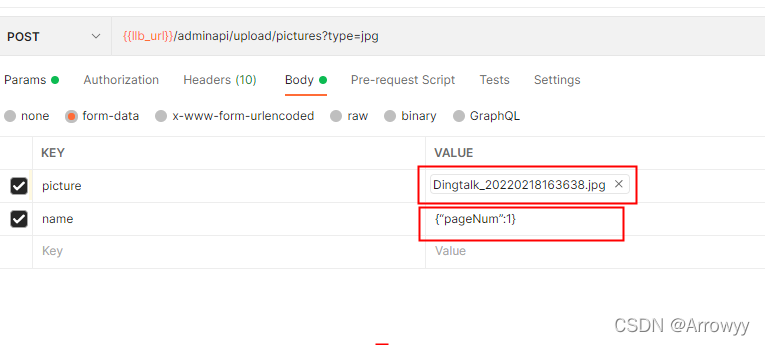 POST {{llb_url}}/adminapi/upload/pictures?type=jpg
Params Authorization Headers (10) Body Pre-request Script Tests Settings
none form-data x-www-form-urlencoded raw binary GraphQL
KEY VALUE
picture Dingtalk_20220218163638.jpg ×
name {“pageNum”:1}
Key Value
CSDN @Arrowyy